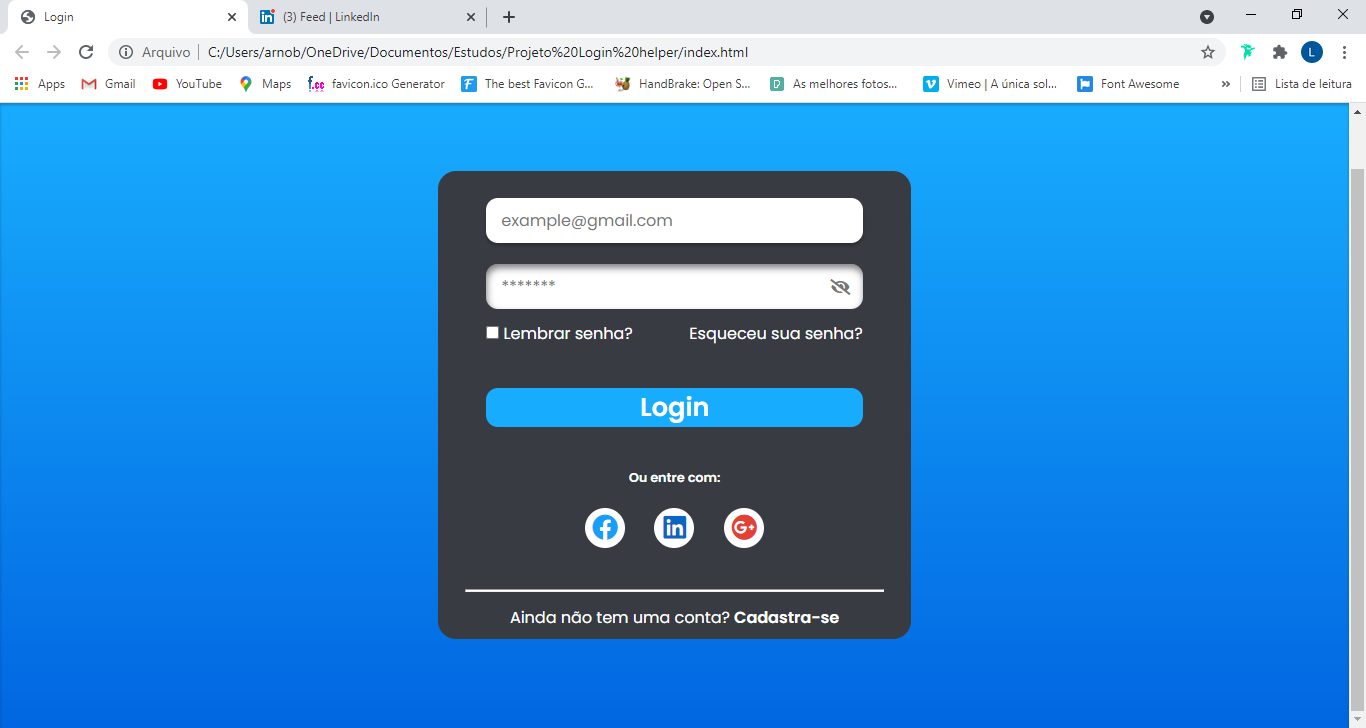 Login
(3) Feed | LinkedIn
Arquivo | C:/Users/arnob/OneDrive/Documentos/Estudos/Projeto%20Login%20helper/index.html
L
Apps Gmail YouTube Maps favicon.ico Generator The best Favicon G... HandBrake: Open S... As melhores fotos... Vimeo | A única sol... Font Awesome » Lista de leitura
example@gmail.com
*******
Lembrar senha? Esqueceu sua senha?
Login
Ou entre com:
Ainda não tem uma conta? Cadastra-se